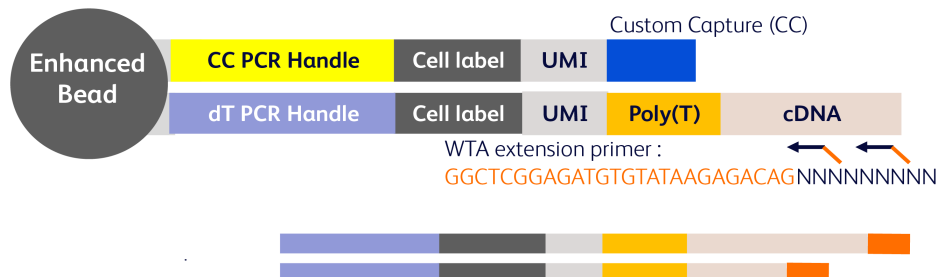 Custom Capture (CC)
Enhanced Bead
CC PCR Handle Cell label UMI
dT PCR Handle Cell label UMI Poly(T) cDNA
WTA extension primer :
GGCTCGGAGATGTGTATAAGAGACAGNNNNNNNNN